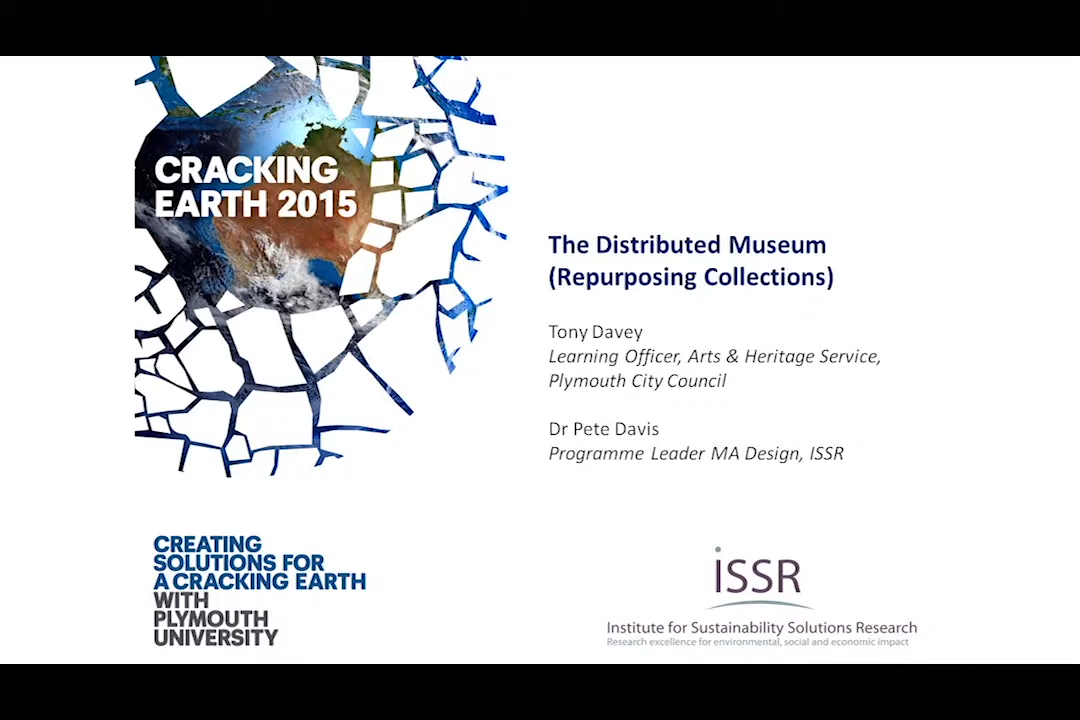 CRACKING
EARTH 2015
The Distributed Museum
(Repurposing Collections)
Tony Davey
Learning Officer, Arts & Heritage Service,
Plymouth City Council
Dr Pete Davis
Programme Leader MA Design, ISSR
CREATING
SOLUTIONS FOR
A CRACKING EARTH
WITH
PLYMOUTH
UNIVERSITY
iSSR
Institute for Sustainability Solutions Research
Research excellence for environmental, social and economic impact